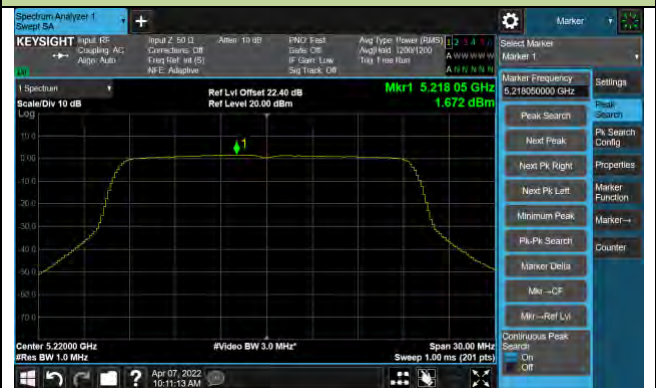 Spectrum Analyzer 1
Swept SA
Marker
KEYSIGHT Input: RF
Coupling: AC
Align: Auto
Input Z: 50 Ω
Corrections: Off
Freq Ref: Int (S)
NFE: Adaptive
Atten: 10 dB
PNO: Fast
Gate: Off
IF Gain: Low
Sig Track: Off
Avg Type: Power (RMS)
Avg|Hold: 1200/1200
Trig: Free Run
1 2 3 4 5 6
A W W W W W
A N N N N N
Select Marker
Marker 1
1 Spectrum
Scale/Div 10 dB
Log
Ref Lvl Offset 22.40 dB
Ref Level 20.00 dBm
Mkr1 5.218 05 GHz
1.672 dBm
1
10.0
0.00
-10.0
-20.0
-30.0
-40.0
-50.0
-60.0
-70.0
Center 5.22000 GHz
#Res BW 1.0 MHz
#Video BW 3.0 MHz*
Span 30.00 MHz
Sweep 1.00 ms (201 pts)
Marker Frequency
5.218050000 GHz
Peak Search
Next Peak
Next Pk Right
Next Pk Left
Minimum Peak
Pk-Pk Search
Marker Delta
Mkr→CF
Mkr→Ref Lvl
Continuous Peak
Search
On
Off
Settings
Peak
Search
Pk Search
Config
Properties
Marker
Function
Marker→
Counter
Apr 07, 2022
10:11:13 AM